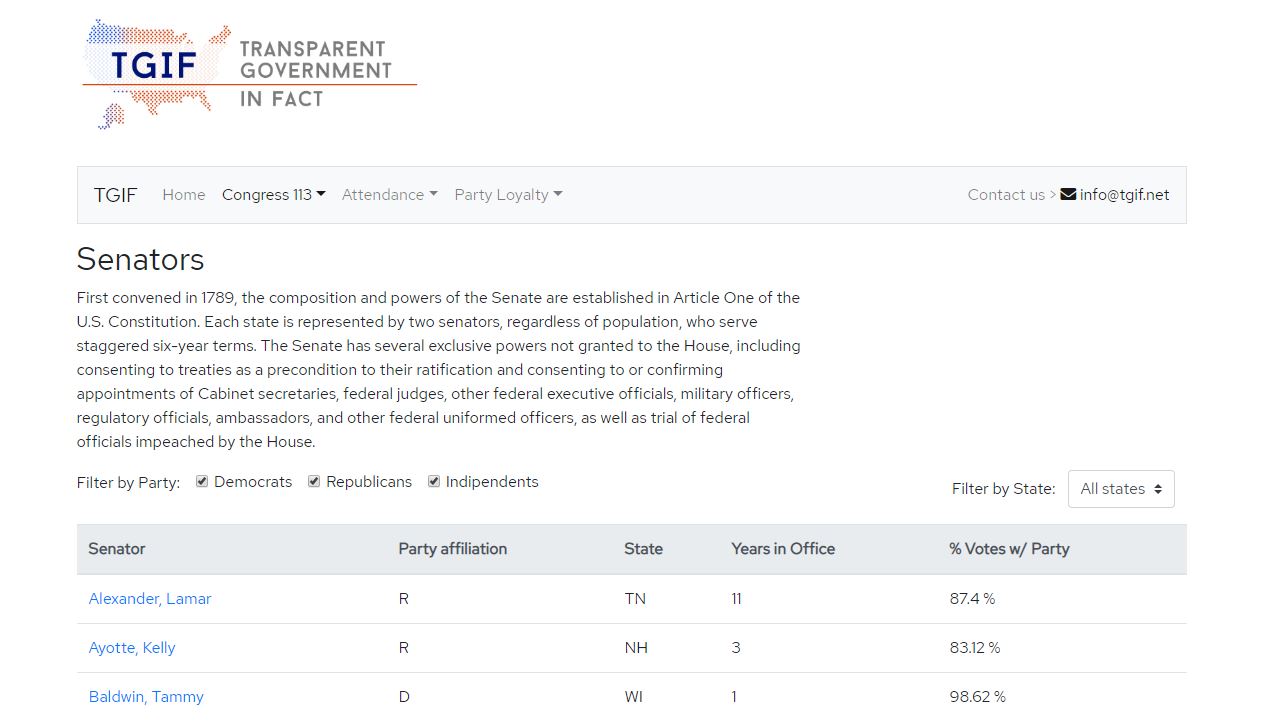 TGIF
TRANSPARENT
GOVERNMENT
IN FACT
TGIF Home Congress 113 Attendance Party Loyalty Contact us > info@tgif.net
Senators
First convened in 1789, the composition and powers of the Senate are established in Article One of the
U.S. Constitution. Each state is represented by two senators, regardless of population, who serve
staggered six-year terms. The Senate has several exclusive powers not granted to the House, including
consenting to treaties as a precondition to their ratification and consenting to or confirming
appointments of Cabinet secretaries, federal judges, other federal executive officials, military officers,
regulatory officials, ambassadors, and other federal uniformed officers, as well as trial of federal
officials impeached by the House.
Filter by Party: Democrats Republicans Indipendents Filter by State: All states
Senator Party affiliation State Years in Office % Votes w/ Party
Alexander, Lamar R TN 11 87.4 %
Ayotte, Kelly R NH 3 83.12 %
Baldwin, Tammy D WI 1 98.62 %